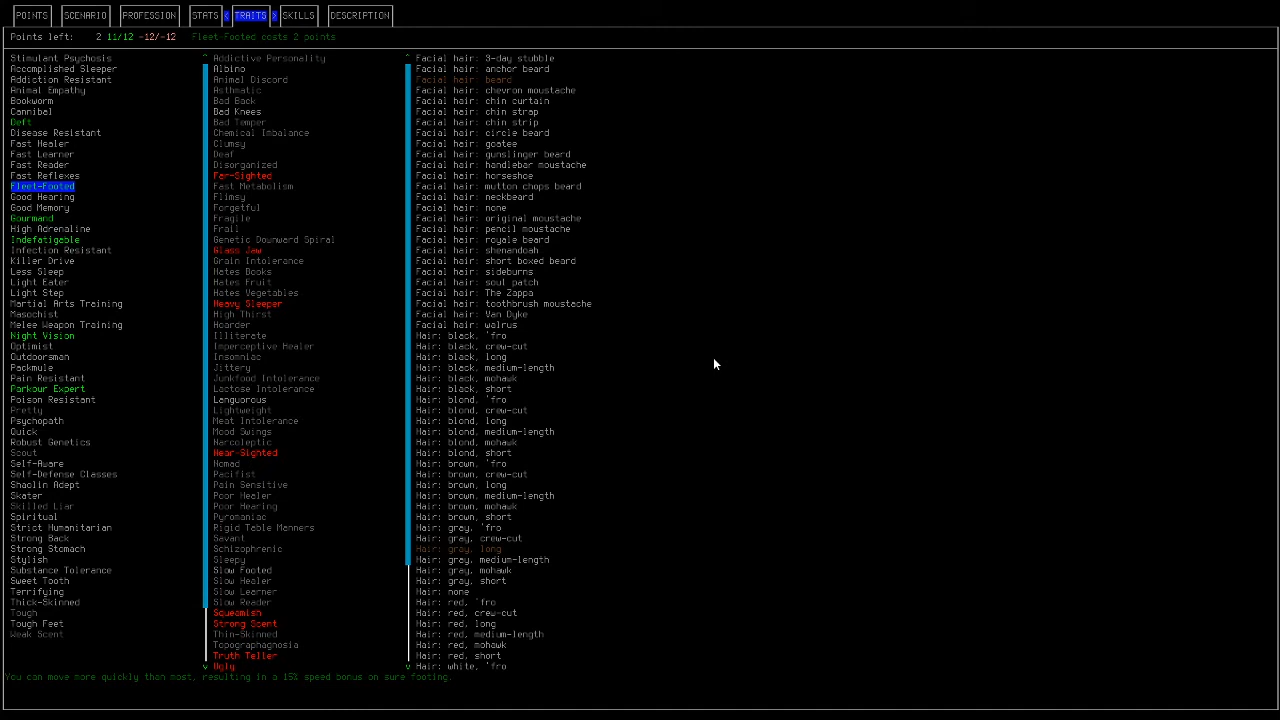 POINTS SCENARIO PROFESSION STATS < TRAITS > SKILLS DESCRIPTION
Points left: 2 11/12 -12/-12 Fleet-Footed costs 2 points
Stimulant Psychosis
Accomplished Sleeper
Addiction Resistant
Animal Empathy
Bookworm
Cannibal
Deft
Disease Resistant
Fast Healer
Fast Learner
Fast Reader
Fast Reflexes
Fleet-Footed
Good Hearing
Good Memory
Gourmand
High Adrenaline
Indefatigable
Infection Resistant
Killer Drive
Less Sleep
Light Eater
Light Step
Martial Arts Training
Masochist
Melee Weapon Training
Night Vision
Optimist
Outdoorsman
Packmule
Pain Resistant
Parkour Expert
Poison Resistant
Pretty
Psychopath
Quick
Robust Genetics
Scout
Self-Aware
Self-Defense Classes
Shaolin Adept
Skater
Skilled Liar
Spiritual
Strict Humanitarian
Strong Back
Strong Stomach
Stylish
Substance Tolerance
Sweet Tooth
Terrifying
Thick-Skinned
Tough
Tough Feet
Weak Scent
^
v
Addictive Personality
Albino
Animal Discord
Asthmatic
Bad Back
Bad Knees
Bad Temper
Chemical Imbalance
Clumsy
Deaf
Disorganized
Far-Sighted
Fast Metabolism
Flimsy
Forgetful
Fragile
Frail
Genetic Downward Spiral
Glass Jaw
Grain Intolerance
Hates Books
Hates Fruit
Hates Vegetables
Heavy Sleeper
High Thirst
Hoarder
Illiterate
Imperceptive Healer
Insomniac
Jittery
Junkfood Intolerance
Lactose Intolerance
Languorous
Lightweight
Meat Intolerance
Mood Swings
Narcoleptic
Near-Sighted
Nomad
Pacifist
Pain Sensitive
Poor Healer
Poor Hearing
Pyromaniac
Rigid Table Manners
Savant
Schizophrenic
Sleepy
Slow Footed
Slow Healer
Slow Learner
Slow Reader
Squeamish
Strong Scent
Thin-Skinned
Topographagnosia
Truth Teller
Ugly
^
v
Facial hair: 3-day stubble
Facial hair: anchor beard
Facial hair: beard
Facial hair: chevron moustache
Facial hair: chin curtain
Facial hair: chin strap
Facial hair: chin strip
Facial hair: circle beard
Facial hair: goatee
Facial hair: gunslinger beard
Facial hair: handlebar moustache
Facial hair: horseshoe
Facial hair: mutton chops beard
Facial hair: neckbeard
Facial hair: none
Facial hair: original moustache
Facial hair: pencil moustache
Facial hair: royale beard
Facial hair: shenandoah
Facial hair: short boxed beard
Facial hair: sideburns
Facial hair: soul patch
Facial hair: The Zappa
Facial hair: toothbrush moustache
Facial hair: Van Dyke
Facial hair: walrus
Hair: black, 'fro
Hair: black, crew-cut
Hair: black, long
Hair: black, medium-length
Hair: black, mohawk
Hair: black, short
Hair: blond, 'fro
Hair: blond, crew-cut
Hair: blond, long
Hair: blond, medium-length
Hair: blond, mohawk
Hair: blond, short
Hair: brown, 'fro
Hair: brown, crew-cut
Hair: brown, long
Hair: brown, medium-length
Hair: brown, mohawk
Hair: brown, short
Hair: gray, 'fro
Hair: gray, crew-cut
Hair: gray, long
Hair: gray, medium-length
Hair: gray, mohawk
Hair: gray, short
Hair: none
Hair: red, 'fro
Hair: red, crew-cut
Hair: red, long
Hair: red, medium-length
Hair: red, mohawk
Hair: red, short
Hair: white, 'fro
You can move more quickly than most, resulting in a 15% speed bonus on sure footing.